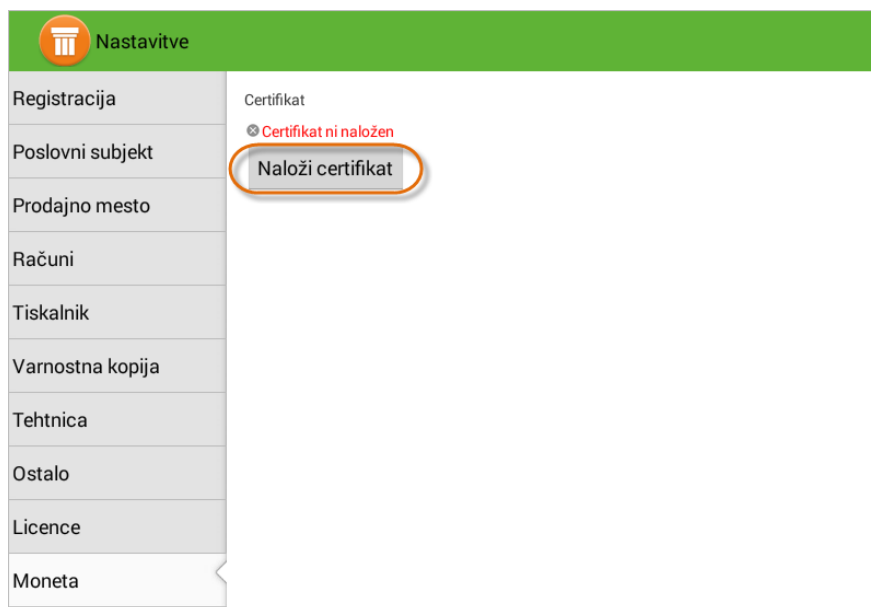 Nastavitve
Registracija
Poslovni subjekt
Prodajno mesto
Računi
Tiskalnik
Varnostna kopija
Tehtnica
Ostalo
Licence
Moneta
Certifikat
Certifikat ni naložen
Naloži certifikat